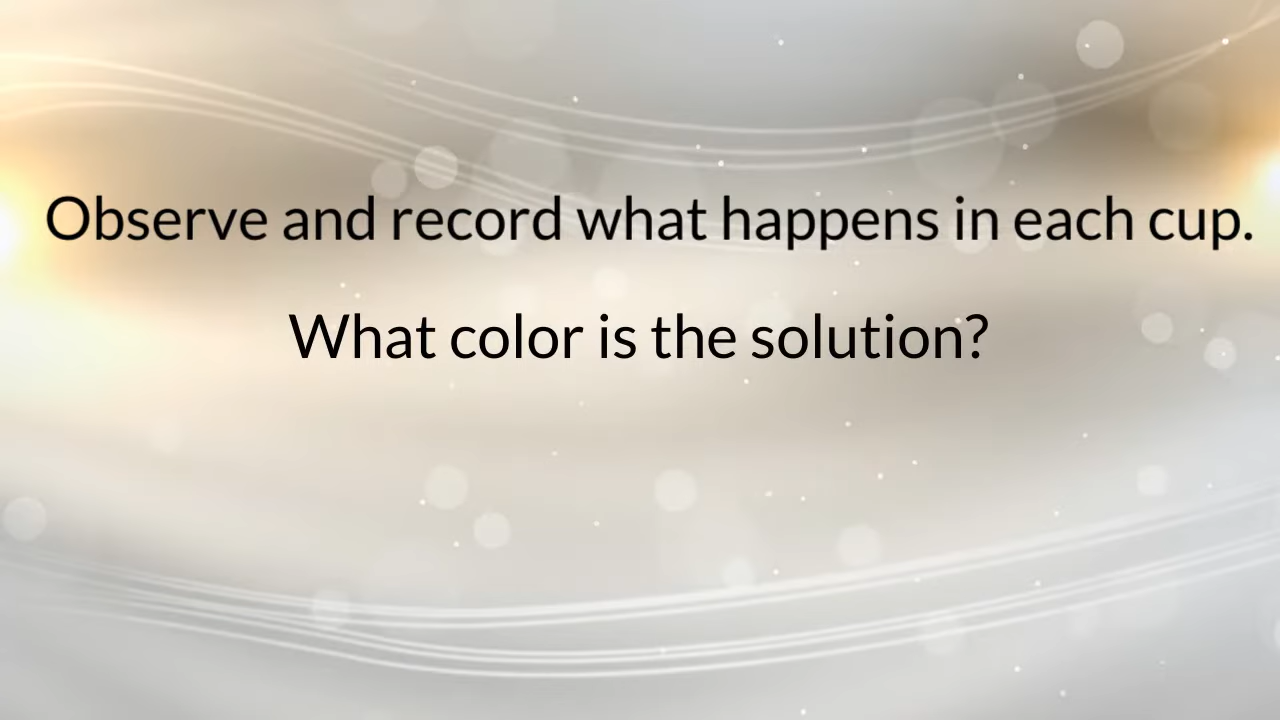 Observe and record what happens in each cup.
What color is the solution?